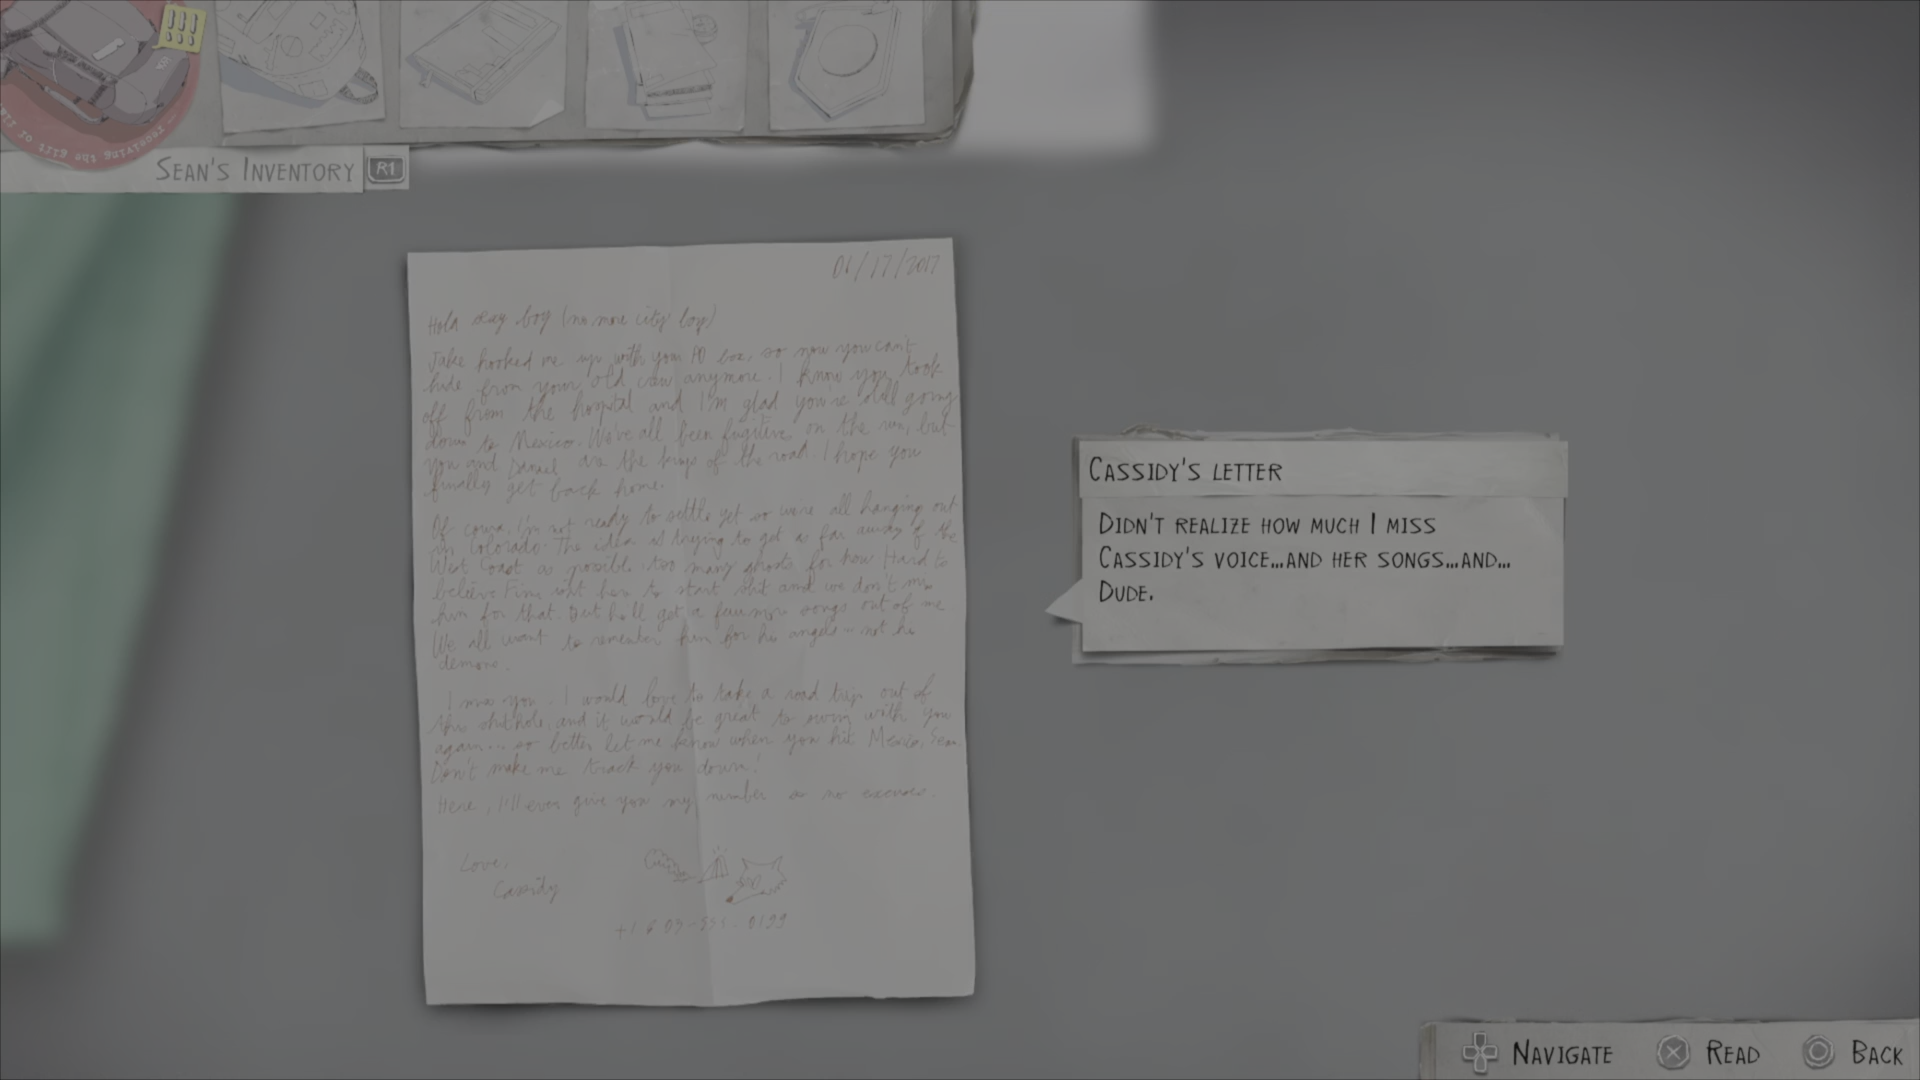 ... receiving the gift of
SEAN'S INVENTORY R1
01/17/2017
Hola boy (no more city boy)
Jake hooked me up with your PO box, so now you can't
hide from your old crew anymore. I know you took
off from the hospital and I'm glad you're still going
down to Mexico. We've all been fugitives on the run, but
you and Daniel are the kings of the road. I hope you
finally get back home.
Of course, I'm not ready to settle yet so we're all hanging out
in Colorado. The idea is trying to get as far away of the
West Coast as possible. too many ghosts for now Hard to
believe Finn isn't here to start shit and we don't
him for that. But he'll get a few more songs out of me.
We all want to remember him for his angels... not his
demons.
I miss you. I would love to take a road trip out of
this shithole, and it would be great to swim with you
again... so better let me know when you hit Mexico, Sean.
Don't make me track you down!
Here, I'll even give you my number so no excuses.
Love,
Cassidy
CASSIDY'S LETTER
DIDN'T REALIZE HOW MUCH I MISS
CASSIDY'S VOICE...AND HER SONGS...AND...
DUDE.
NAVIGATE READ BACK